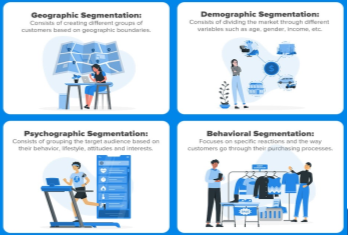 Geographic Segmentation:
Consists of creating different groups of
customers based on geographic boundaries.
Demographic Segmentation:
Consists of dividing the market through different
variables such as age, gender, income, etc.
Psychographic Segmentation:
Consists of grouping the target audience based on
their behavior, lifestyle, attitudes and interests.
Behavioral Segmentation:
Focuses on specific reactions and the way
customers go through their purchasing processes.